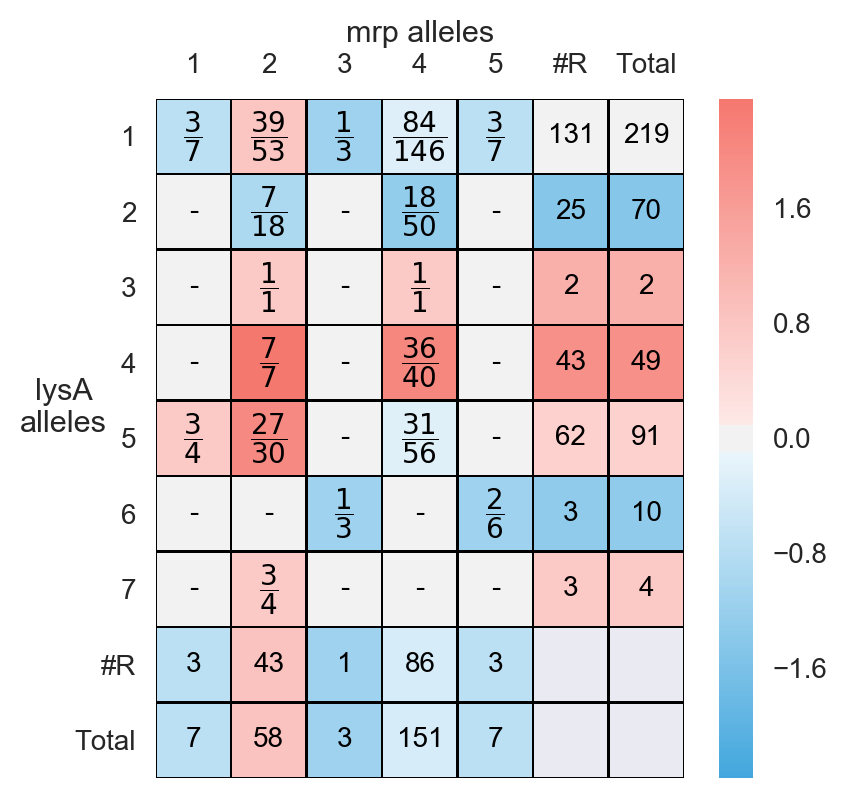 mrp alleles
1 2 3 4 5 #R Total
1 3/7 39/53 1/3 84/146 3/7 131 219
2 - 7/18 - 18/50 - 25 70
3 - 1/1 - 1/1 - 2 2
4 - 7/7 - 36/40 - 43 49
lysA
alleles
5 3/4 27/30 - 31/56 - 62 91
6 - - 1/3 - 2/6 3 10
7 - 3/4 - - - 3 4
#R 3 43 1 86 3
Total 7 58 3 151 7
1.6
0.8
0.0
−0.8
−1.6